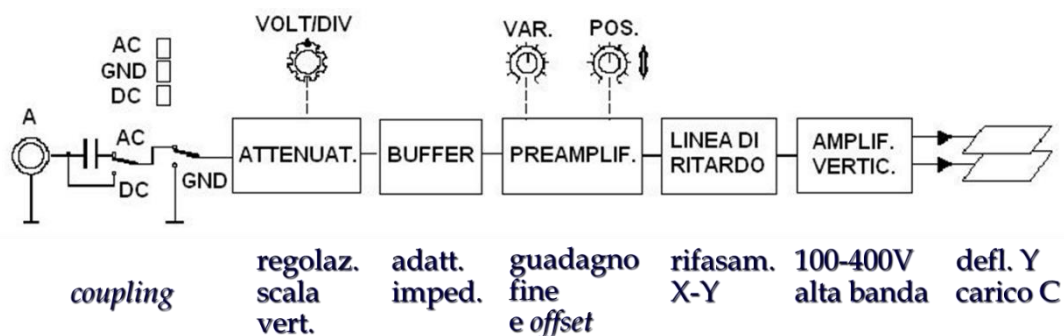 VOLT/DIV
VAR.
POS.
AC
GND
DC
A
AC
DC
GND
ATTENUAT.
BUFFER
PREAMPLIF.
LINEA DI
RITARDO
AMPLIF.
VERTIC.
coupling
regolaz.
scala
vert.
adatt.
imped.
guadagno
fine
e offset
rifasam.
X-Y
100-400V
alta banda
defl. Y
carico C